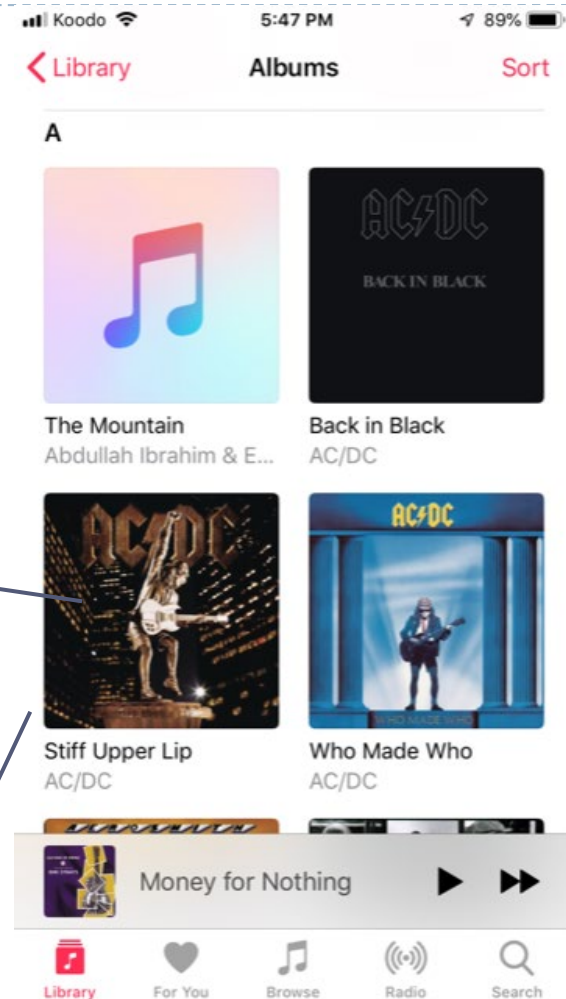 Koodo 5:47 PM 89%
Library Albums Sort
A
AC/DC
BACK IN BLACK
The Mountain Back in Black
Abdullah Ibrahim & E... AC/DC
AC/DC AC/DC
WHO MADE WHO
Stiff Upper Lip Who Made Who
AC/DC AC/DC
AEROSMITH
Money for Nothing
Library For You Browse Radio Search